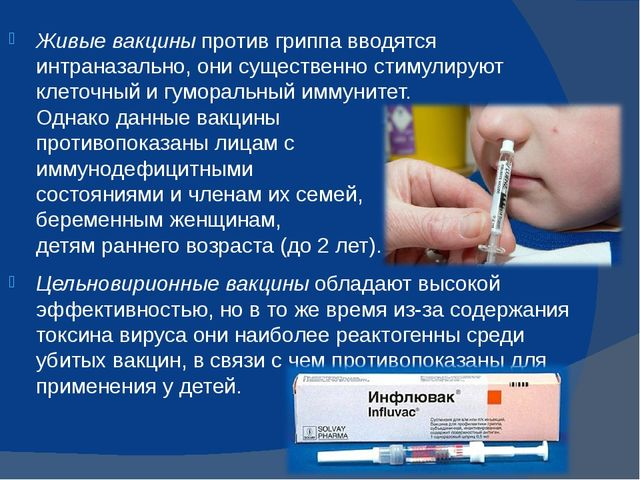 Живые вакцины против гриппа вводятся
интраназально, они существенно стимулируют
клеточный и гуморальный иммунитет.
Однако данные вакцины
противопоказаны лицам с
иммунодефицитными
состояниями и членам их семей,
беременным женщинам,
детям раннего возраста (до 2 лет).
Цельновирионные вакцины обладают высокой
эффективностью, но в то же время из-за содержания
токсина вируса они наиболее реактогенны среди
убитых вакцин, в связи с чем противопоказаны для
применения у детей.
Инфлювак®
Influvac®
SOLVAY
PHARMA